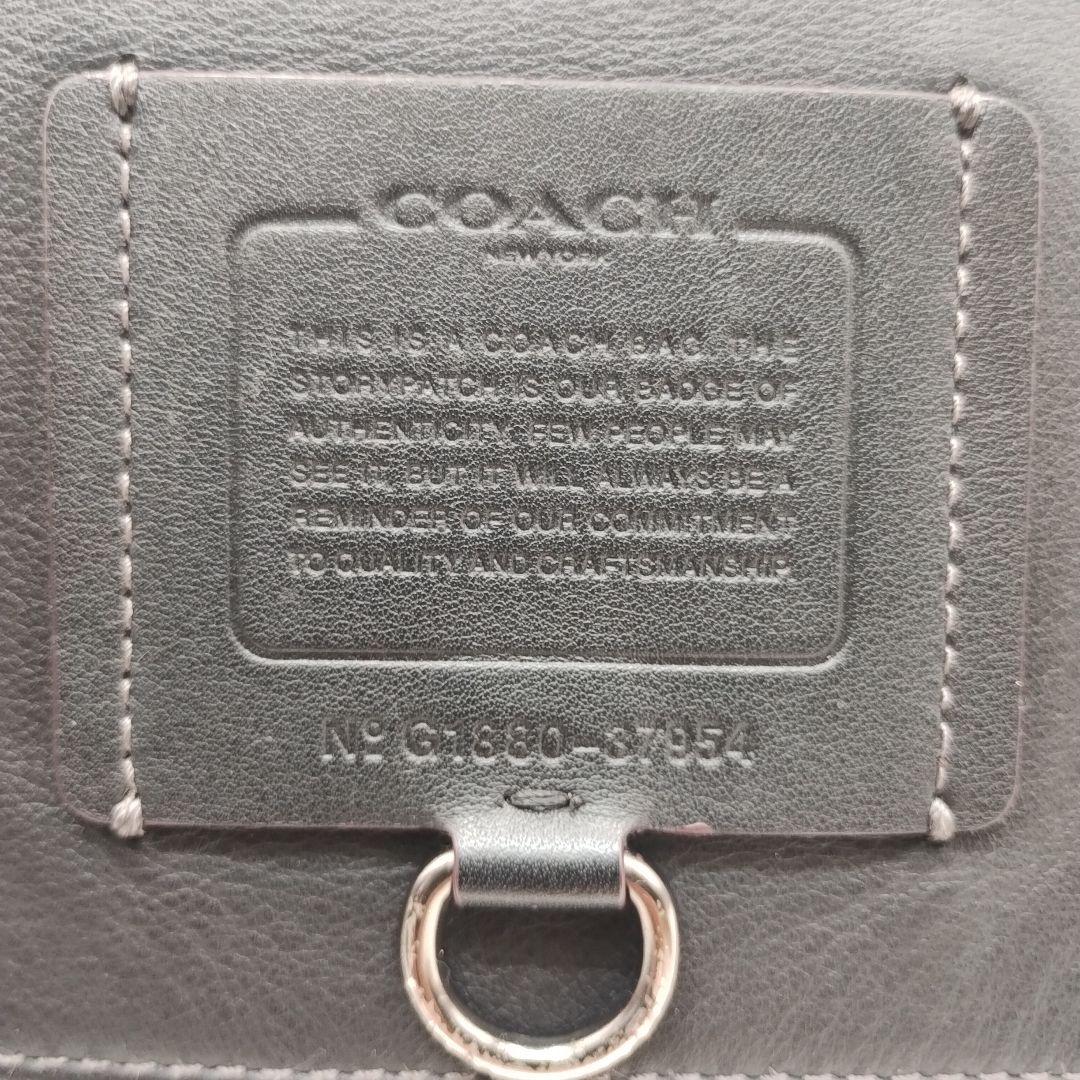 COACH
NEW YORK
THIS IS A COACH BAG. THE
STORYPATCH IS OUR BADGE OF
AUTHENTICITY. FEW PEOPLE MAY
SEE IT, BUT IT WILL ALWAYS BE A
REMINDER OF OUR COMMITMENT
TO QUALITY AND CRAFTSMANSHIP.
Nº G1880-37954